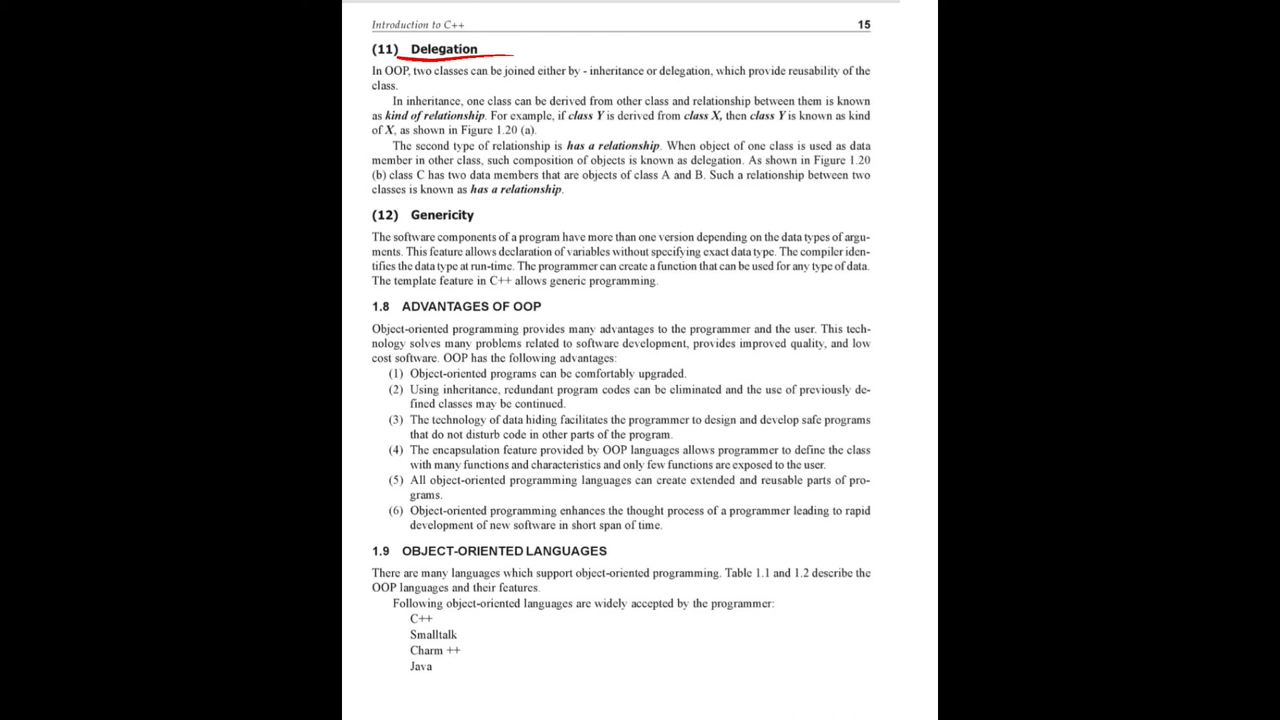 Introduction to C++ 15
(11) Delegation
In OOP, two classes can be joined either by - inheritance or delegation, which provide reusability of the
class.
In inheritance, one class can be derived from other class and relationship between them is known
as kind of relationship. For example, if class Y is derived from class X, then class Y is known as kind
of X, as shown in Figure 1.20 (a).
The second type of relationship is has a relationship. When object of one class is used as data
member in other class, such composition of objects is known as delegation. As shown in Figure 1.20
(b) class C has two data members that are objects of class A and B. Such a relationship between two
classes is known as has a relationship.
(12) Genericity
The software components of a program have more than one version depending on the data types of argu-
ments. This feature allows declaration of variables without specifying exact data type. The compiler iden-
tifies the data type at run-time. The programmer can create a function that can be used for any type of data.
The template feature in C++ allows generic programming.
1.8 ADVANTAGES OF OOP
Object-oriented programming provides many advantages to the programmer and the user. This tech-
nology solves many problems related to software development, provides improved quality, and low
cost software. OOP has the following advantages:
(1) Object-oriented programs can be comfortably upgraded.
(2) Using inheritance, redundant program codes can be eliminated and the use of previously de-
fined classes may be continued.
(3) The technology of data hiding facilitates the programmer to design and develop safe programs
that do not disturb code in other parts of the program.
(4) The encapsulation feature provided by OOP languages allows programmer to define the class
with many functions and characteristics and only few functions are exposed to the user.
(5) All object-oriented programming languages can create extended and reusable parts of pro-
grams.
(6) Object-oriented programming enhances the thought process of a programmer leading to rapid
development of new software in short span of time.
1.9 OBJECT-ORIENTED LANGUAGES
There are many languages which support object-oriented programming. Table 1.1 and 1.2 describe the
OOP languages and their features.
Following object-oriented languages are widely accepted by the programmer:
C++
Smalltalk
Charm ++
Java